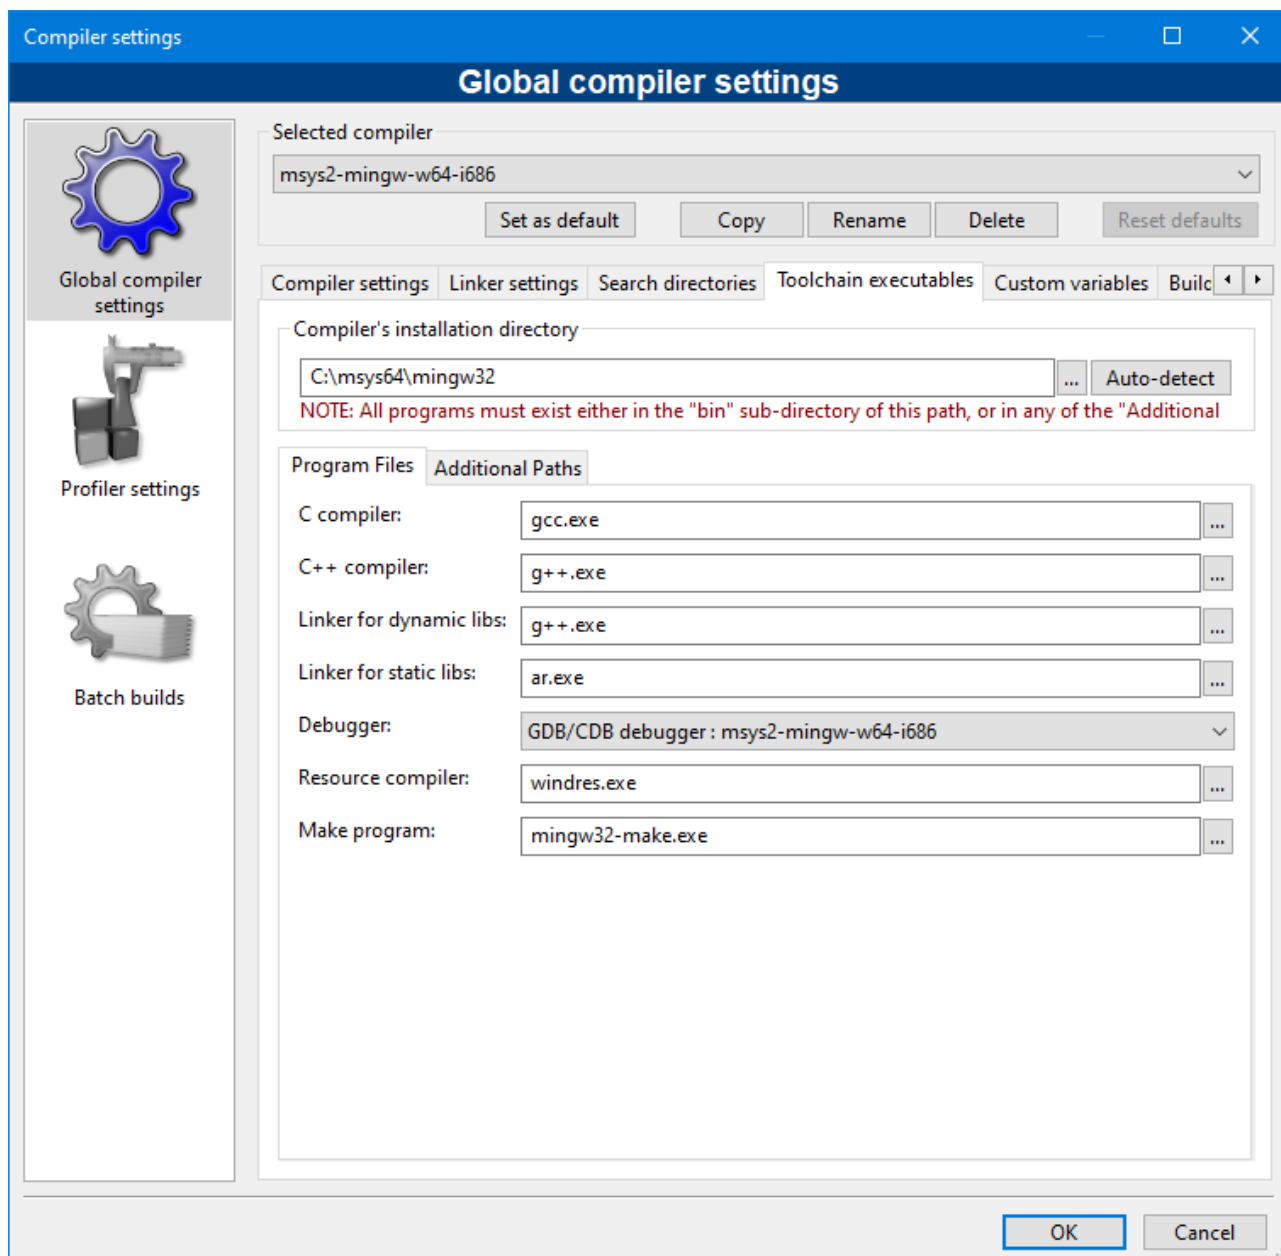 Compiler settings
Global compiler settings
Global compiler
settings
Profiler settings
Batch builds
Selected compiler
msys2-mingw-w64-i686
Set as default Copy Rename Delete Reset defaults
Compiler settings Linker settings Search directories Toolchain executables Custom variables Build
Compiler's installation directory
C:\msys64\mingw32 ... Auto-detect
NOTE: All programs must exist either in the "bin" sub-directory of this path, or in any of the "Additional
Program Files Additional Paths
C compiler: gcc.exe ...
C++ compiler: g++.exe ...
Linker for dynamic libs: g++.exe ...
Linker for static libs: ar.exe ...
Debugger: GDB/CDB debugger : msys2-mingw-w64-i686
Resource compiler: windres.exe ...
Make program: mingw32-make.exe ...
OK Cancel